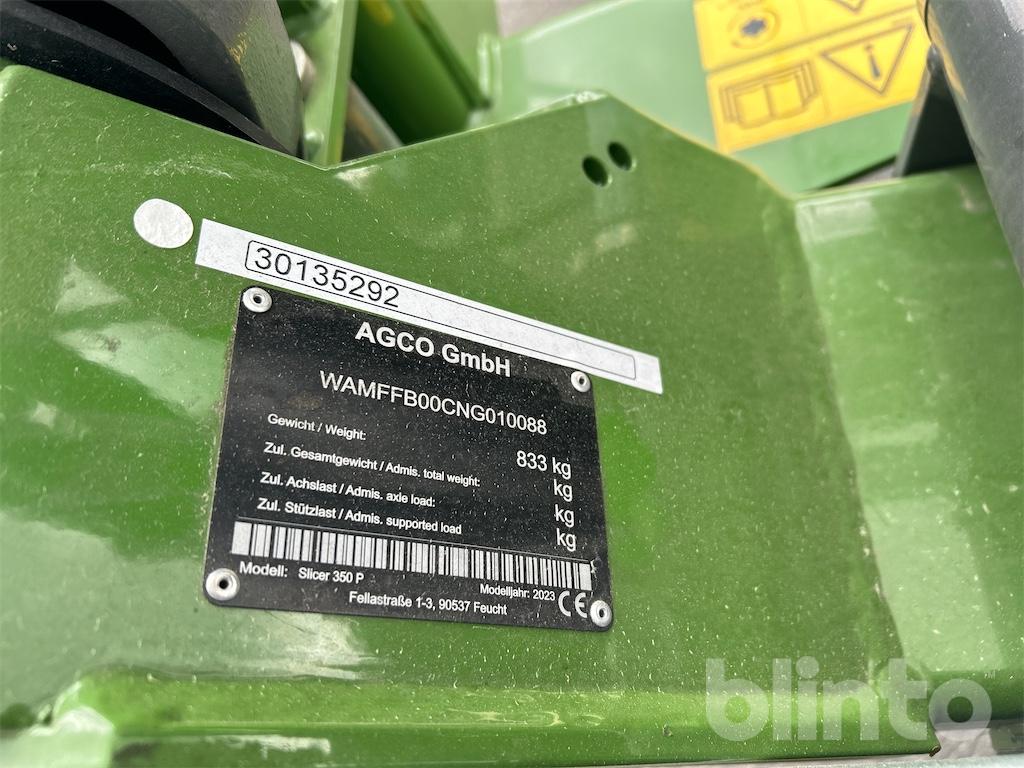 30135292
AGCO GmbH
WAMFFB00CNG010088
Gewicht / Weight: 833 kg
Zul. Gesamtgewicht / Admis. total weight: kg
Zul. Achslast / Admis. axle load: kg
Zul. Stützlast / Admis. supported load kg
Modell: Slicer 350 P Modelljahr: 2023
Fellastraße 1-3, 90537 Feucht CE
blinto